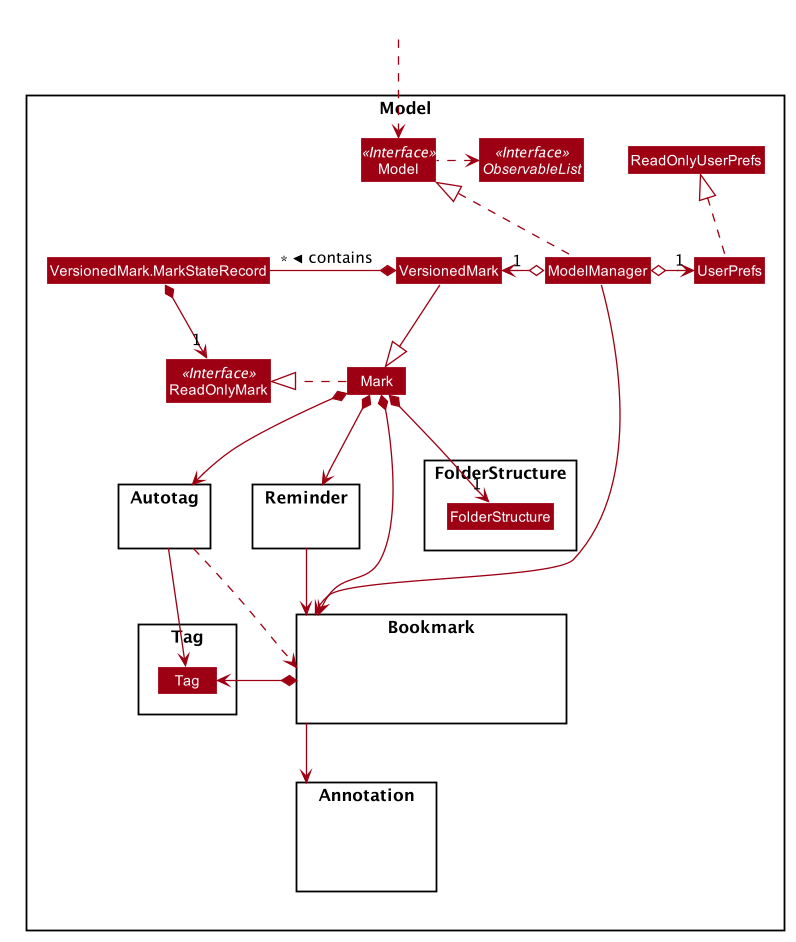 Model
«Interface»
Model
«Interface»
ObservableList
ReadOnlyUserPrefs
VersionedMark.MarkStateRecord
* ◄ contains
VersionedMark
1
ModelManager
1
UserPrefs
1
«Interface»
ReadOnlyMark
Mark
Autotag
Reminder
FolderStructure
1
FolderStructure
Tag
Tag
Bookmark
Annotation